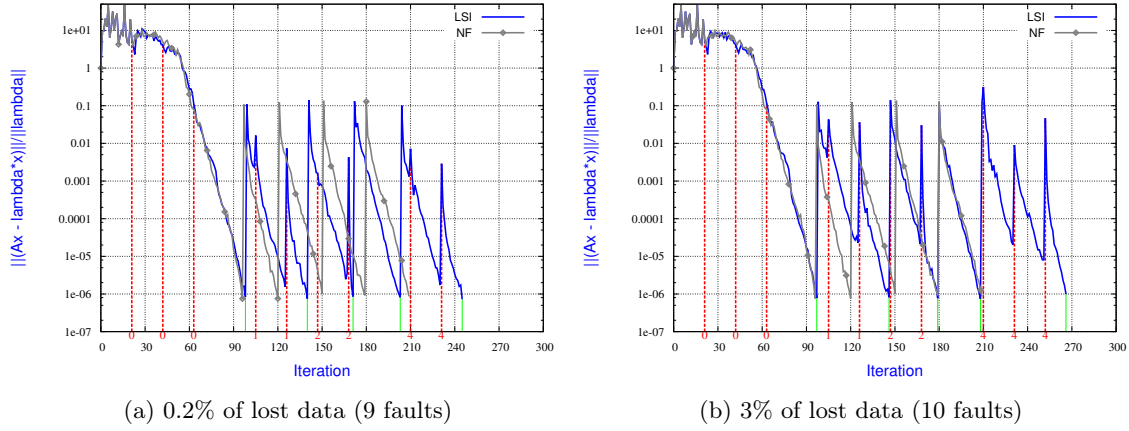 ||(Ax - lambda*x)||/||lambda||
1e+01
1
0.1
0.01
0.001
0.0001
1e-05
1e-06
1e-07
LSI
NF
0 0 0 1 1 2 2 4 4
0 30 60 90 120 150 180 210 240 270 300
Iteration
(a) 0.2% of lost data (9 faults)
||(Ax - lambda*x)||/||lambda||
1e+01
1
0.1
0.01
0.001
0.0001
1e-05
1e-06
1e-07
LSI
NF
0 0 0 1 1 2 2 4 4 4
0 30 60 90 120 150 180 210 240 270 300
Iteration
(b) 3% of lost data (10 faults)